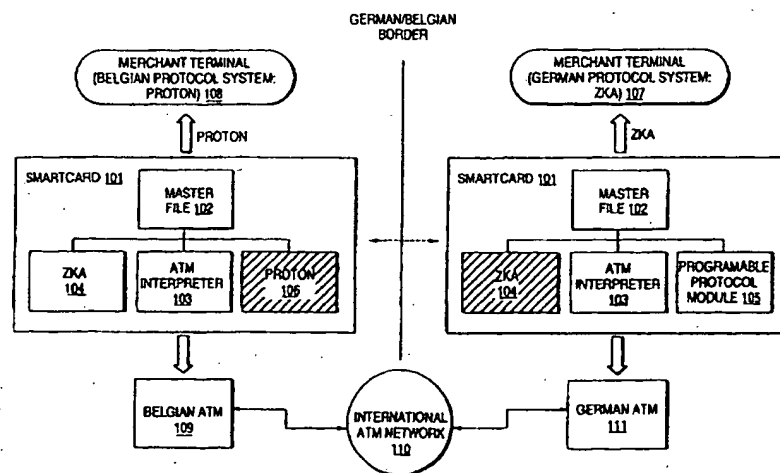 GERMAN/BELGIAN
BORDER
MERCHANT TERMINAL
(BELGIAN PROTOCOL SYSTEM:
PROTON) 108
MERCHANT TERMINAL
(GERMAN PROTOCOL SYSTEM:
ZKA) 107
PROTON
ZKA
SMARTCARD 101
MASTER
FILE 102
ZKA
104
ATM
INTERPRETER
103
PROTON
106
SMARTCARD 101
MASTER
FILE 102
ZKA
104
ATM
INTERPRETER
103
PROGRAMABLE
PROTOCOL
MODULE 105
BELGIAN ATM
109
INTERNATIONAL
ATM NETWORK
110
GERMAN ATM
111